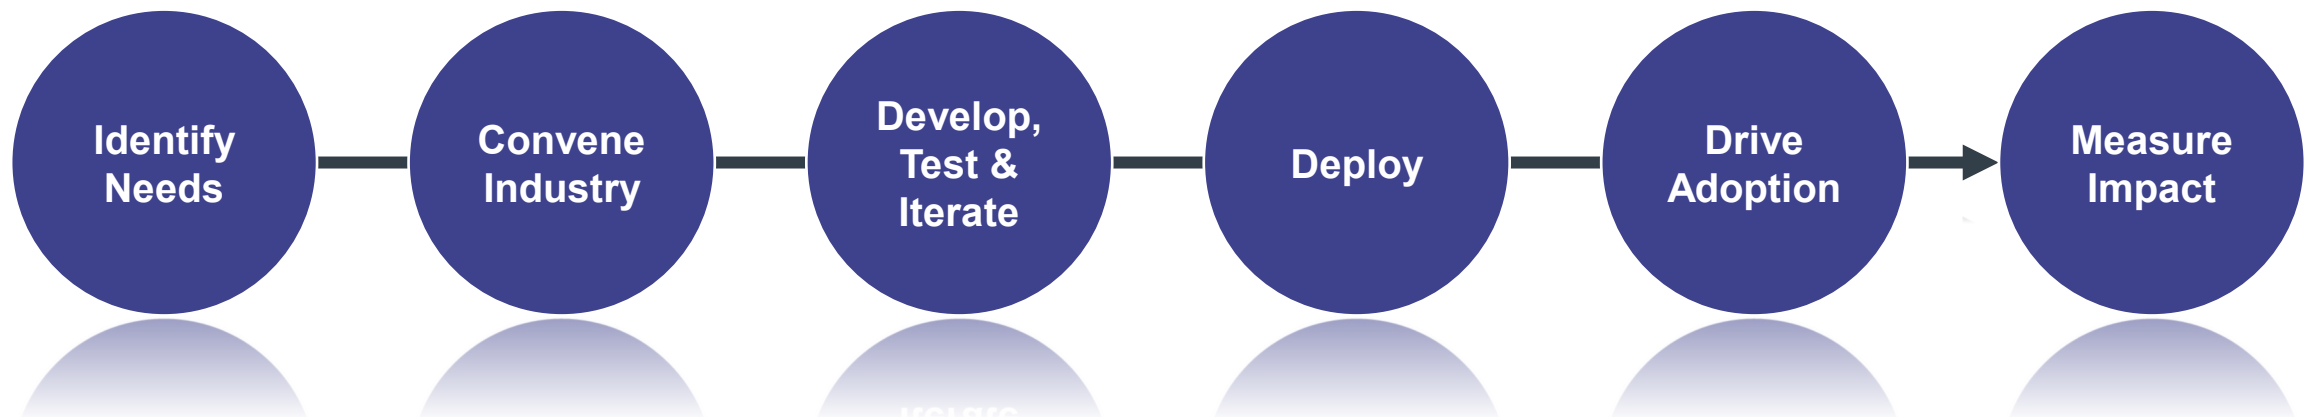 Identify
Needs
Convene
Industry
Develop,
Test &
Iterate
Deploy
Drive
Adoption
Measure
Impact